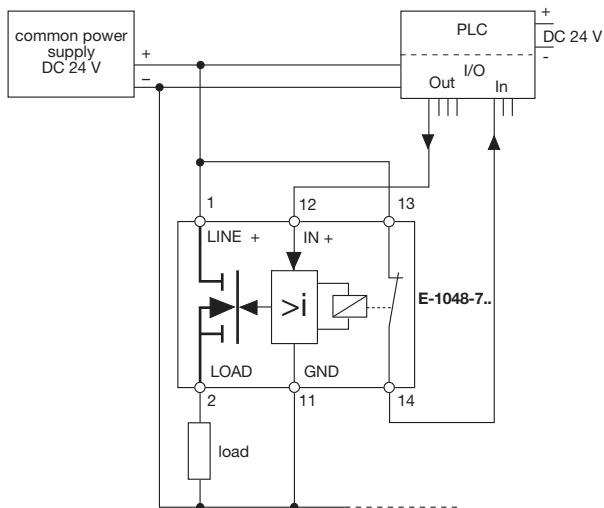 common power
supply
DC 24 V
+
–
PLC
I/O
Out
In
+
DC 24 V
-
1
12
13
LINE +
IN +
>i
E-1048-7..
LOAD
GND
2
11
14
load